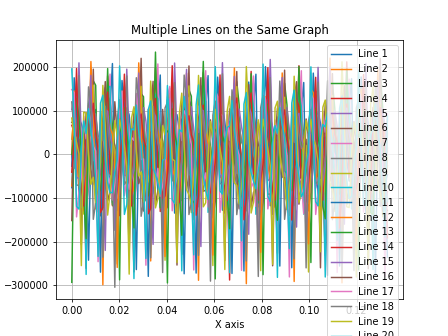 Multiple Lines on the Same Graph
200000
100000
0
−100000
−200000
−300000
0.00
0.02
0.04
0.06
0.08
0.10
X axis
Line 1
Line 2
Line 3
Line 4
Line 5
Line 6
Line 7
Line 8
Line 9
Line 10
Line 11
Line 12
Line 13
Line 14
Line 15
Line 16
Line 17
Line 18
Line 19
Line 20